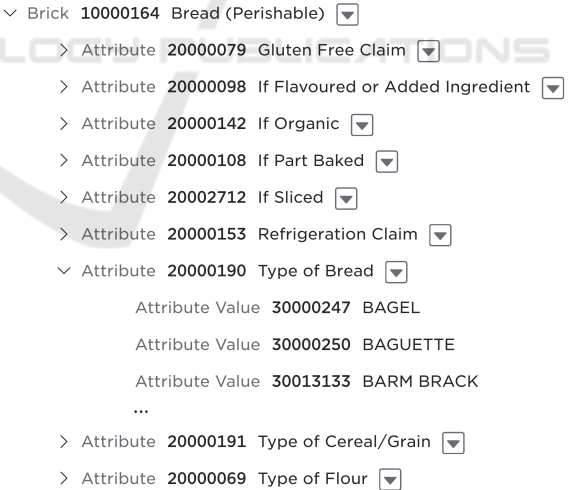 Brick 10000164 Bread (Perishable)
Attribute 20000079 Gluten Free Claim
LOGY PUBLICATIONS
Attribute 20000098 If Flavoured or Added Ingredient
Attribute 20000142 If Organic
Attribute 20000108 If Part Baked
Attribute 20002712 If Sliced
Attribute 20000153 Refrigeration Claim
Attribute 20000190 Type of Bread
Attribute Value 30000247 BAGEL
Attribute Value 30000250 BAGUETTE
Attribute Value 30013133 BARM BRACK
...
Attribute 20000191 Type of Cereal/Grain
Attribute 20000069 Type of Flour